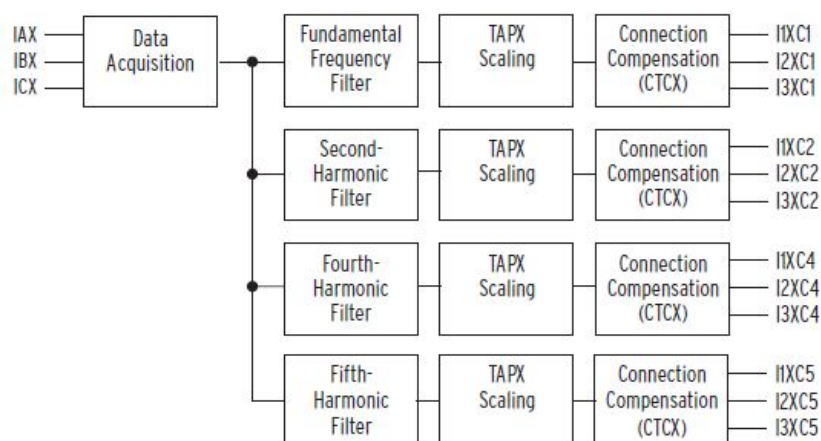 IAX
IBX
ICX
Data
Acquisition
Fundamental
Frequency
Filter
TAPX
Scaling
Connection
Compensation
(CTCX)
I1XC1
I2XC1
I3XC1
Second-
Harmonic
Filter
TAPX
Scaling
Connection
Compensation
(CTCX)
I1XC2
I2XC2
I3XC2
Fourth-
Harmonic
Filter
TAPX
Scaling
Connection
Compensation
(CTCX)
I1XC4
I2XC4
I3XC4
Fifth-
Harmonic
Filter
TAPX
Scaling
Connection
Compensation
(CTCX)
I1XC5
I2XC5
I3XC5